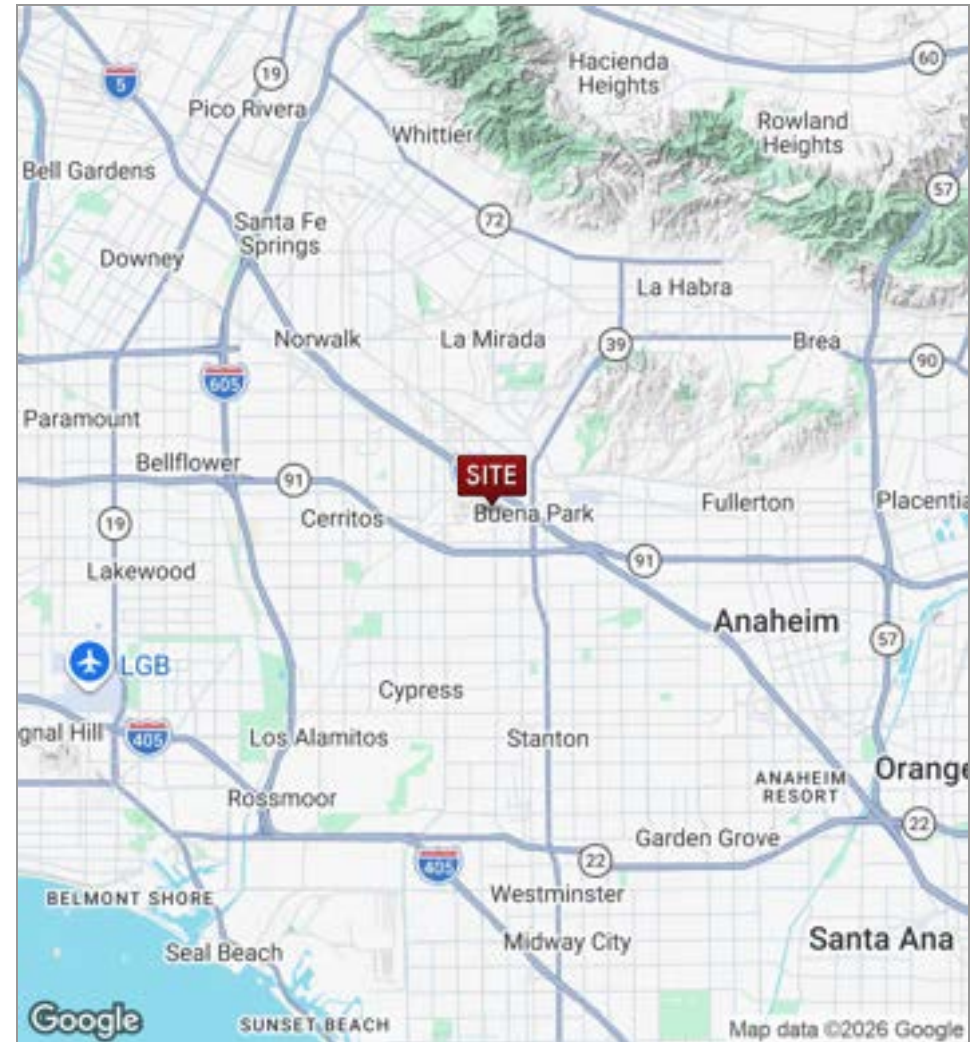 Hacienda
Heights
60
5
19
Pico Rivera
Whittier
Rowland
Heights
Bell Gardens
57
Santa Fe
Springs
72
Downey
La Habra
Norwalk
La Mirada
39
Brea
90
605
Paramount
Bellflower
91
SITE
Cerritos
Buena Park
Fullerton
Placentia
19
Lakewood
91
Anaheim
57
LGB
Cypress
gnal Hill
405
Los Alamitos
Stanton
ANAHEIM
RESORT
Orange
Rossmoor
22
Garden Grove
405
22
Westminster
BELMONT SHORE
Midway City
Santa Ana
Seal Beach
Google
SUNSET BEACH
Map data ©2026 Google